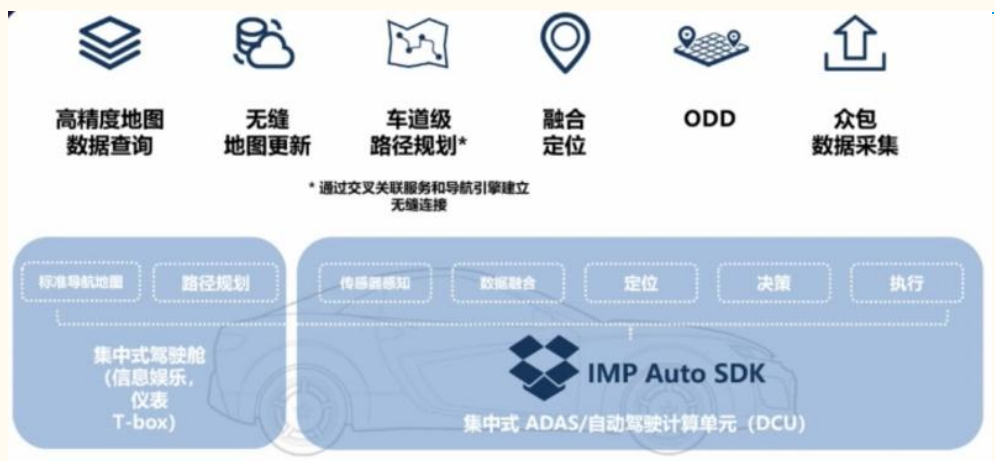 高精度地图
数据查询
无缝
地图更新
车道级
路径规划*
融合
定位
ODD
众包
数据采集
* 通过交叉关联服务和导航引擎建立
无缝连接
标准导航地图
路径规划
传感器感知
数据融合
定位
决策
执行
集中式驾驶舱
(信息娱乐,
仪表
T-box)
IMP Auto SDK
集中式 ADAS/自动驾驶计算单元（DCU）